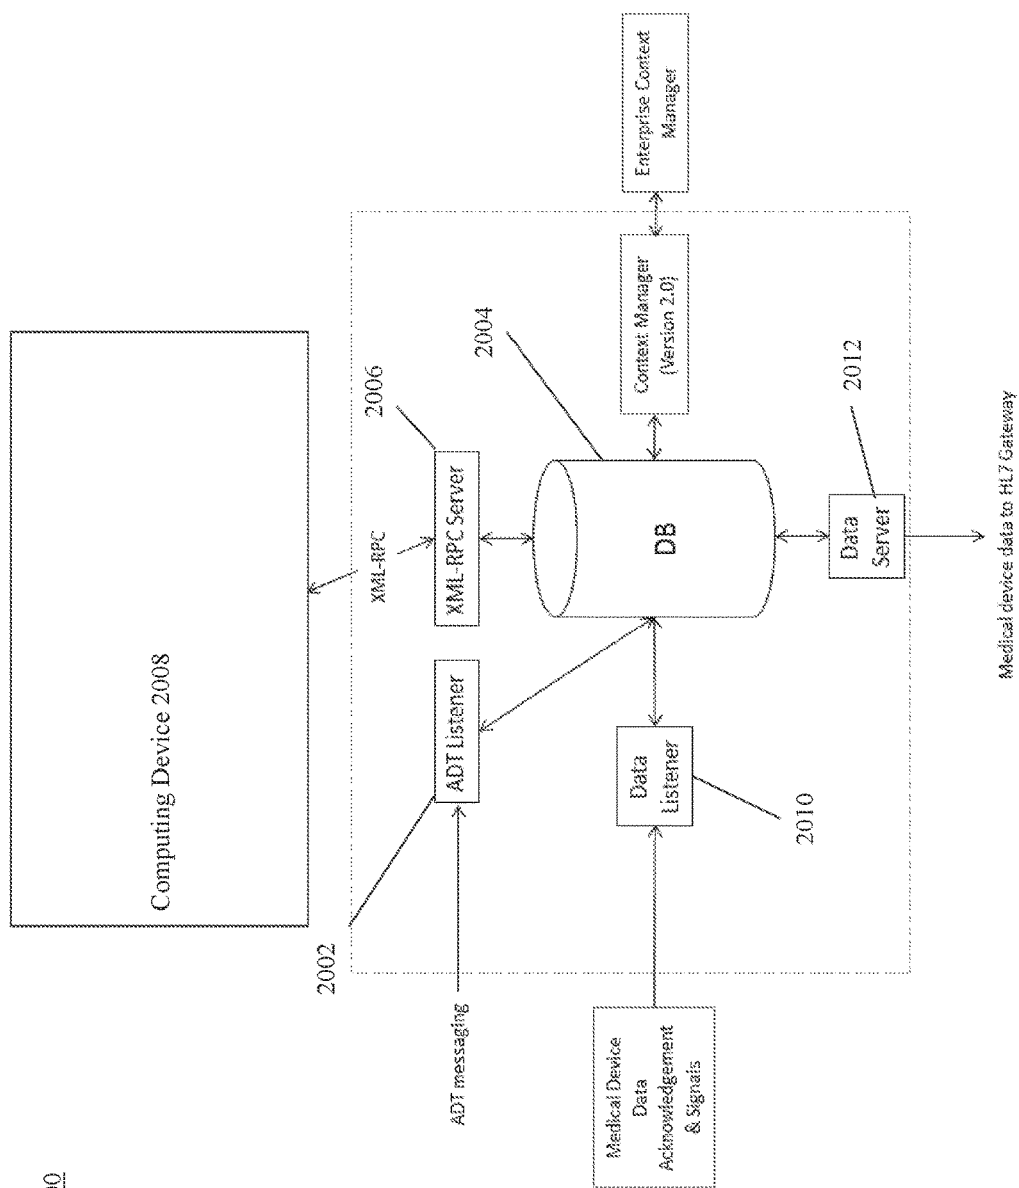 Computing Device 2008
XML-RPC
2006
XML-RPC Server
2002
ADT Listener
ADT messaging
2004
DB
Context Manager
(Version 2.0)
Enterprise Context
Manager
Data
Listener
2010
Medical Device
Data
Acknowledgement
& Signals
Data
Server
2012
Medical device data to HL7 Gateway